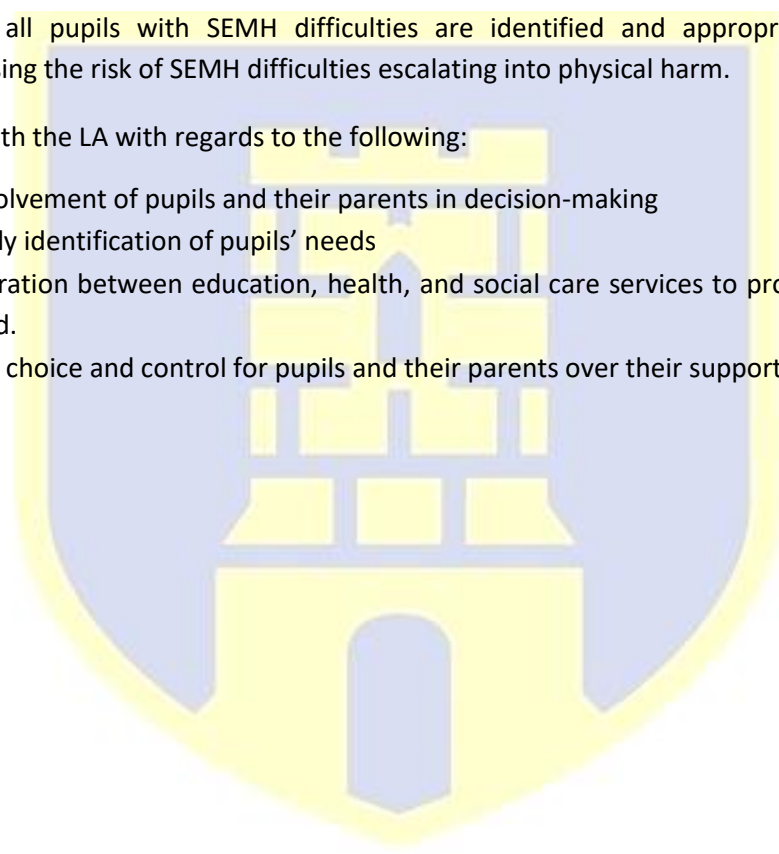 all pupils with SEMH difficulties are identified and appropr
sing the risk of SEMH difficulties escalating into physical harm.
th the LA with regards to the following:
olvement of pupils and their parents in decision-making
ly identification of pupils’ needs
ration between education, health, and social care services to pro
d.
choice and control for pupils and their parents over their support